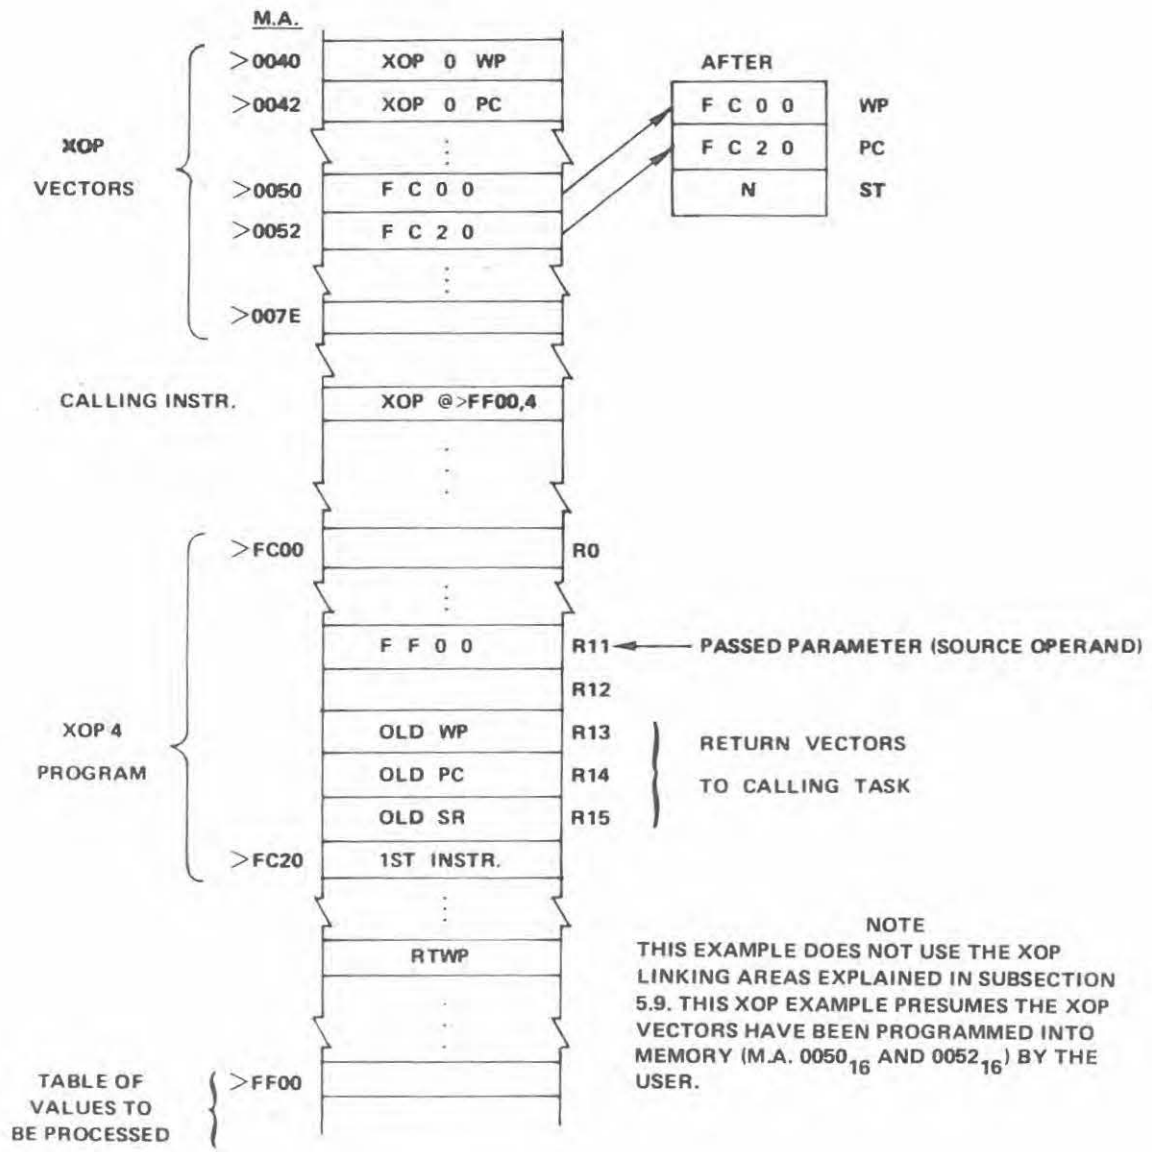 M.A.
>0040 XOP 0 WP
>0042 XOP 0 PC
XOP
VECTORS
>0050 F C 0 0
>0052 F C 2 0
>007E
AFTER
F C 0 0 WP
F C 2 0 PC
N ST
CALLING INSTR. XOP @>FF00,4
>FC00 R0
F F 0 0 R11 PASSED PARAMETER (SOURCE OPERAND)
R12
XOP 4
PROGRAM
OLD WP R13
OLD PC R14
OLD SR R15
RETURN VECTORS
TO CALLING TASK
>FC20 1ST INSTR.
RTWP
NOTE
THIS EXAMPLE DOES NOT USE THE XOP
LINKING AREAS EXPLAINED IN SUBSECTION
5.9. THIS XOP EXAMPLE PRESUMES THE XOP
VECTORS HAVE BEEN PROGRAMMED INTO
MEMORY (M.A. 0050₁₆ AND 0052₁₆) BY THE
USER.
TABLE OF
VALUES TO
BE PROCESSED
>FF00